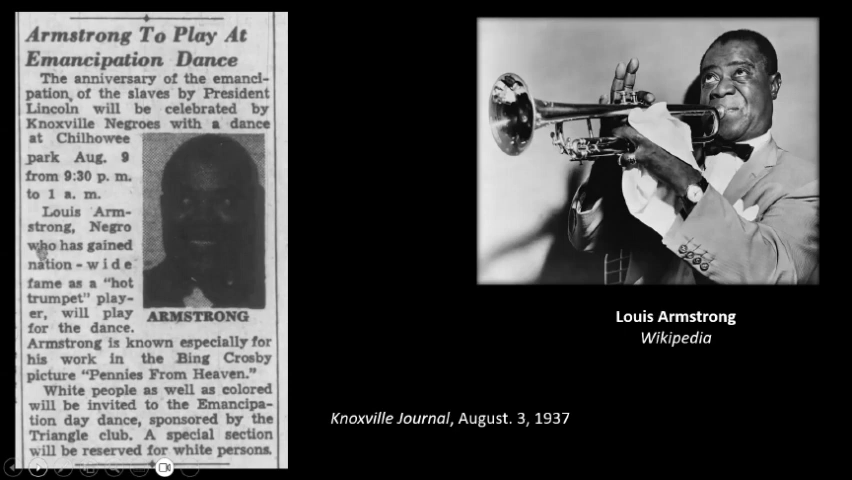 Armstrong To Play At
Emancipation Dance
The anniversary of the emanci-
pation of the slaves by President
Lincoln will be celebrated by
Knoxville Negroes with a dance
at Chilhowee
park Aug. 9
from 9:30 p. m.
to 1 a. m.
Louis Arm-
strong, Negro
who has gained
nation-wide
fame as a "hot
trumpet" play-
er, will play
for the dance.
ARMSTRONG
Armstrong is known especially for
his work in the Bing Crosby
picture "Pennies From Heaven."
White people as well as colored
will be invited to the Emancipa-
tion day dance, sponsored by the
Triangle club. A special section
will be reserved for white persons.
Louis Armstrong
Wikipedia
Knoxville Journal, August. 3, 1937